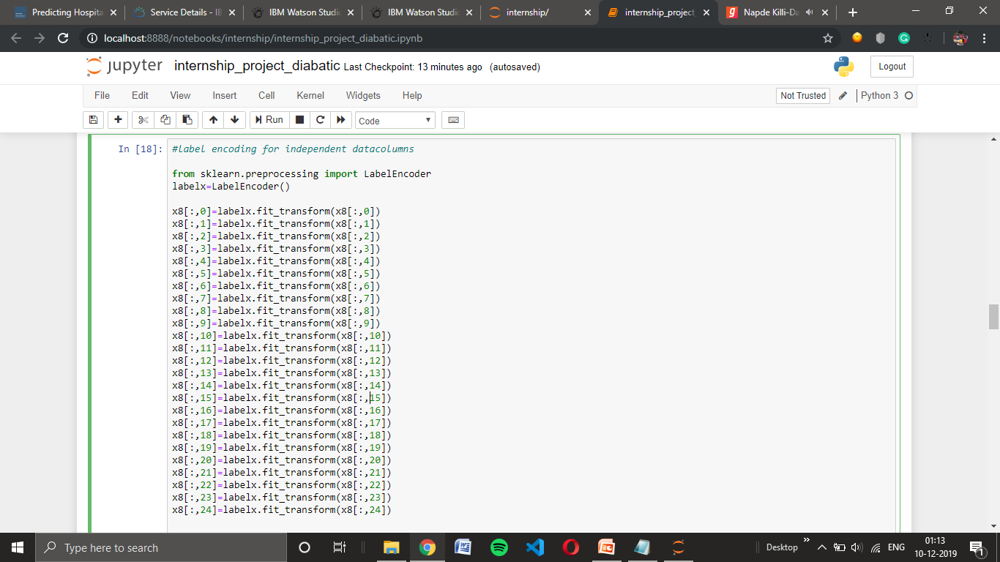 Predicting Hospita
Service Details - IB
IBM Watson Studio
IBM Watson Studio
internship/
internship_project_
Napde Killi-Da
localhost:8888/notebooks/internship/internship_project_diabatic.ipynb
jupyter internship_project_diabatic Last Checkpoint: 13 minutes ago (autosaved)
Logout
File Edit View Insert Cell Kernel Widgets Help
Not Trusted
Python 3
Run
Code
In [18]:
#label encoding for independent datacolumns
from sklearn.preprocessing import LabelEncoder
labelx=LabelEncoder()
x8[:,0]=labelx.fit_transform(x8[:,0])
x8[:,1]=labelx.fit_transform(x8[:,1])
x8[:,2]=labelx.fit_transform(x8[:,2])
x8[:,3]=labelx.fit_transform(x8[:,3])
x8[:,4]=labelx.fit_transform(x8[:,4])
x8[:,5]=labelx.fit_transform(x8[:,5])
x8[:,6]=labelx.fit_transform(x8[:,6])
x8[:,7]=labelx.fit_transform(x8[:,7])
x8[:,8]=labelx.fit_transform(x8[:,8])
x8[:,9]=labelx.fit_transform(x8[:,9])
x8[:,10]=labelx.fit_transform(x8[:,10])
x8[:,11]=labelx.fit_transform(x8[:,11])
x8[:,12]=labelx.fit_transform(x8[:,12])
x8[:,13]=labelx.fit_transform(x8[:,13])
x8[:,14]=labelx.fit_transform(x8[:,14])
x8[:,15]=labelx.fit_transform(x8[:,15])
x8[:,16]=labelx.fit_transform(x8[:,16])
x8[:,17]=labelx.fit_transform(x8[:,17])
x8[:,18]=labelx.fit_transform(x8[:,18])
x8[:,19]=labelx.fit_transform(x8[:,19])
x8[:,20]=labelx.fit_transform(x8[:,20])
x8[:,21]=labelx.fit_transform(x8[:,21])
x8[:,22]=labelx.fit_transform(x8[:,22])
x8[:,23]=labelx.fit_transform(x8[:,23])
x8[:,24]=labelx.fit_transform(x8[:,24])
Type here to search
Desktop
ENG
01:13
10-12-2019
1